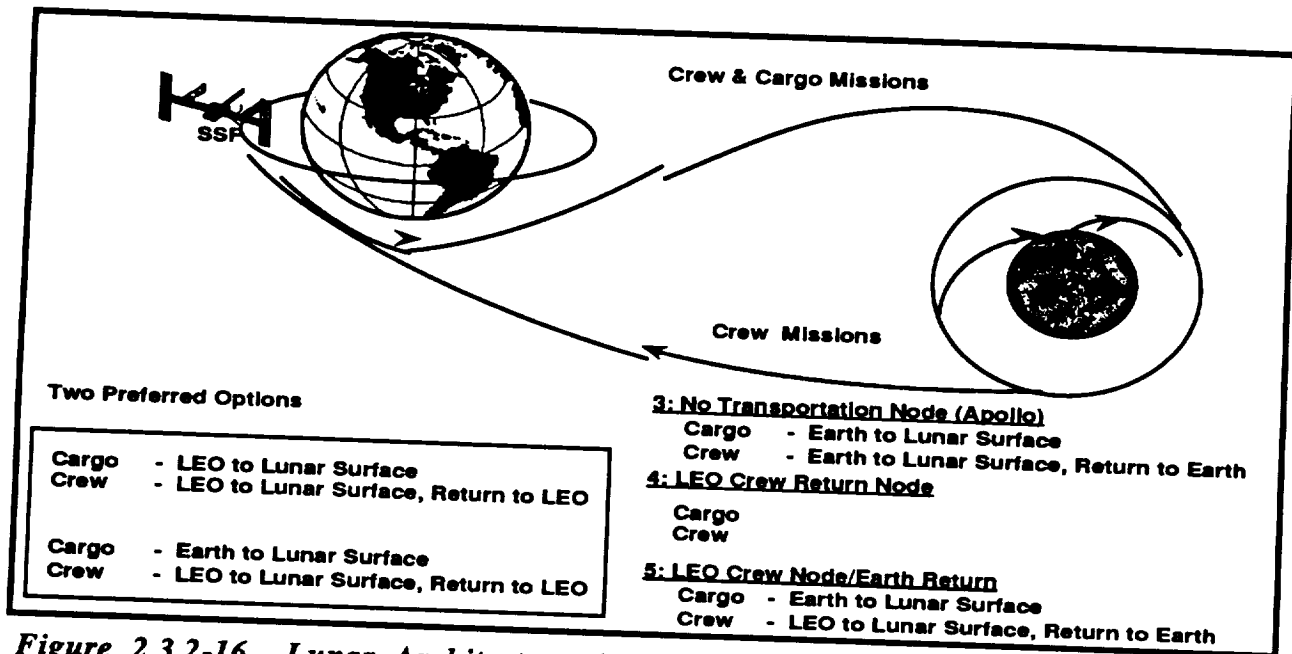 Crew & Cargo Missions
SSF
Crew Missions
Two Preferred Options
Cargo - LEO to Lunar Surface
Crew - LEO to Lunar Surface, Return to LEO
Cargo - Earth to Lunar Surface
Crew - LEO to Lunar Surface, Return to LEO
3: No Transportation Node (Apollo)
Cargo - Earth to Lunar Surface
Crew - Earth to Lunar Surface, Return to Earth
4: LEO Crew Return Node
Cargo
Crew
5: LEO Crew Node/Earth Return
Cargo - Earth to Lunar Surface
Crew - LEO to Lunar Surface, Return to Earth
Figure 2.3.2-16 Lunar